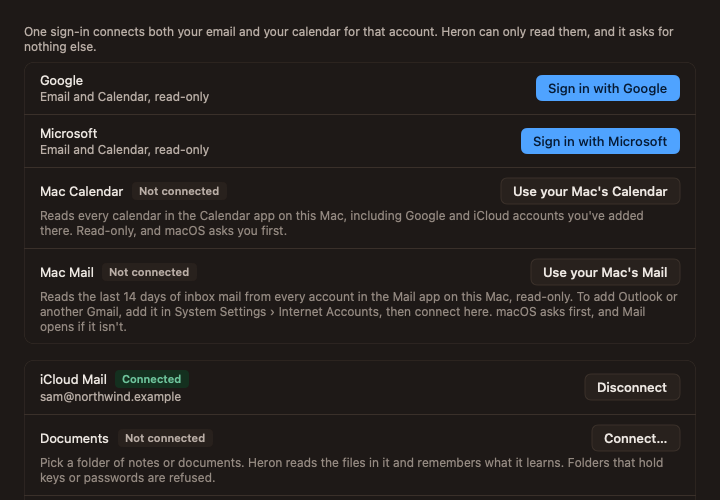 One sign-in connects both your email and your calendar for that account. Heron can only read them, and it asks for
nothing else.
Google
Email and Calendar, read-only
Sign in with Google
Microsoft
Email and Calendar, read-only
Sign in with Microsoft
Mac Calendar
Not connected
Use your Mac's Calendar
Reads every calendar in the Calendar app on this Mac, including Google and iCloud accounts you've added
there. Read-only, and macOS asks you first.
Mac Mail
Not connected
Use your Mac's Mail
Reads the last 14 days of inbox mail from every account in the Mail app on this Mac, read-only. To add Outlook or
another Gmail, add it in System Settings › Internet Accounts, then connect here. macOS asks first, and Mail
opens if it isn't.
iCloud Mail
Connected
sam@northwind.example
Disconnect
Documents
Not connected
Connect...
Pick a folder of notes or documents. Heron reads the files in it and remembers what it learns. Folders that hold
keys or passwords are refused.